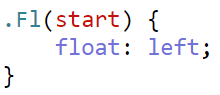 .Fl(start) {
    float: left;
}